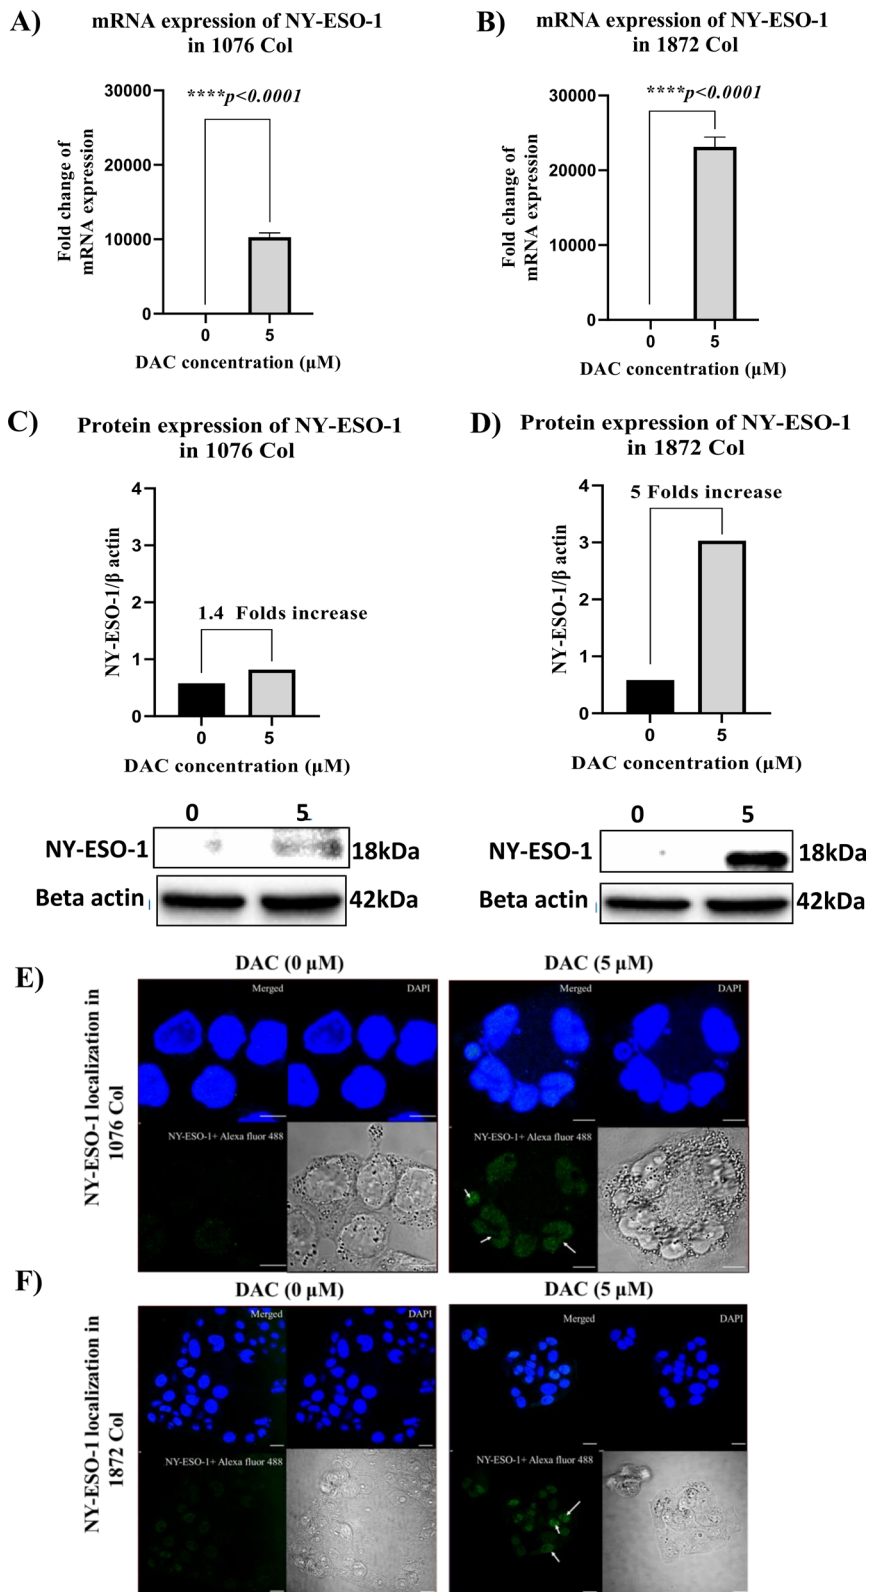 A)
mRNA expression of NY-ESO-1
in 1076 Col
****p<0.0001
30000
20000
10000
0
Fold change of
mRNA expression
0 5
DAC concentration (µM)
B)
mRNA expression of NY-ESO-1
in 1872 Col
****p<0.0001
30000
20000
10000
0
Fold change of
mRNA expression
0 5
DAC concentration (µM)
C)
Protein expression of NY-ESO-1
in 1076 Col
4
3
2
1
0
NY-ESO-1/β actin
1.4 Folds increase
0 5
DAC concentration (µM)
0 5
NY-ESO-1 18kDa
Beta actin 42kDa
D)
Protein expression of NY-ESO-1
in 1872 Col
4
3
2
1
0
NY-ESO-1/β actin
5 Folds increase
0 5
DAC concentration (µM)
0 5
NY-ESO-1 18kDa
Beta actin 42kDa
E)
NY-ESO-1 localization in
1076 Col
DAC (0 µM)
Merged DAPI
NY-ESO-1+ Alexa fluor 488
DAC (5 µM)
Merged DAPI
NY-ESO-1+ Alexa fluor 488
F)
NY-ESO-1 localization in
1872 Col
DAC (0 µM)
Merged DAPI
NY-ESO-1+ Alexa fluor 488
DAC (5 µM)
Merged DAPI
NY-ESO-1+ Alexa fluor 488